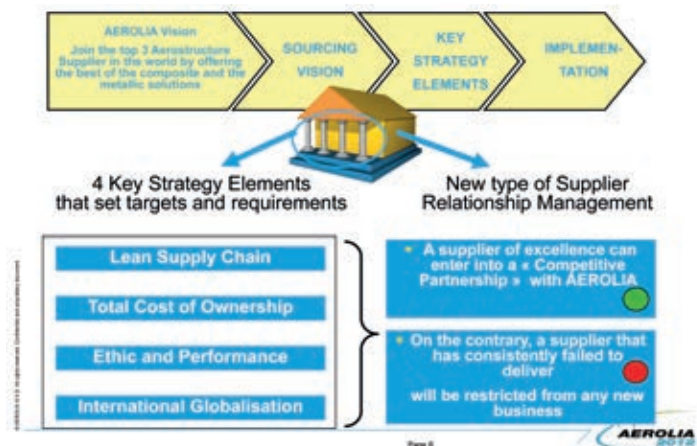 AEROLIA Vision
Join the top 3 Aerostructure
Supplier in the world by offering
the best of the composite and the
metallic solutions
SOURCING
VISION
KEY
STRATEGY
ELEMENTS
IMPLEMEN-
TATION
4 Key Strategy Elements
that set targets and requirements
New type of Supplier
Relationship Management
Lean Supply Chain
Total Cost of Ownership
Ethic and Performance
International Globalisation
• A supplier of excellence can
enter into a « Competitive
Partnership » with AEROLIA
• On the contrary, a supplier that
has consistently failed to
deliver
will be restricted from any new
business
AEROLIA
Page